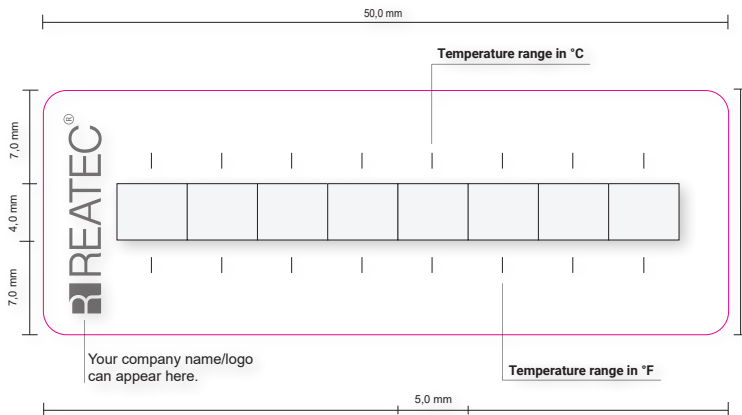 50,0 mm
Temperature range in °C
7,0 mm
4,0 mm
7,0 mm
REATEC®
Your company name/logo
can appear here.
Temperature range in °F
5,0 mm